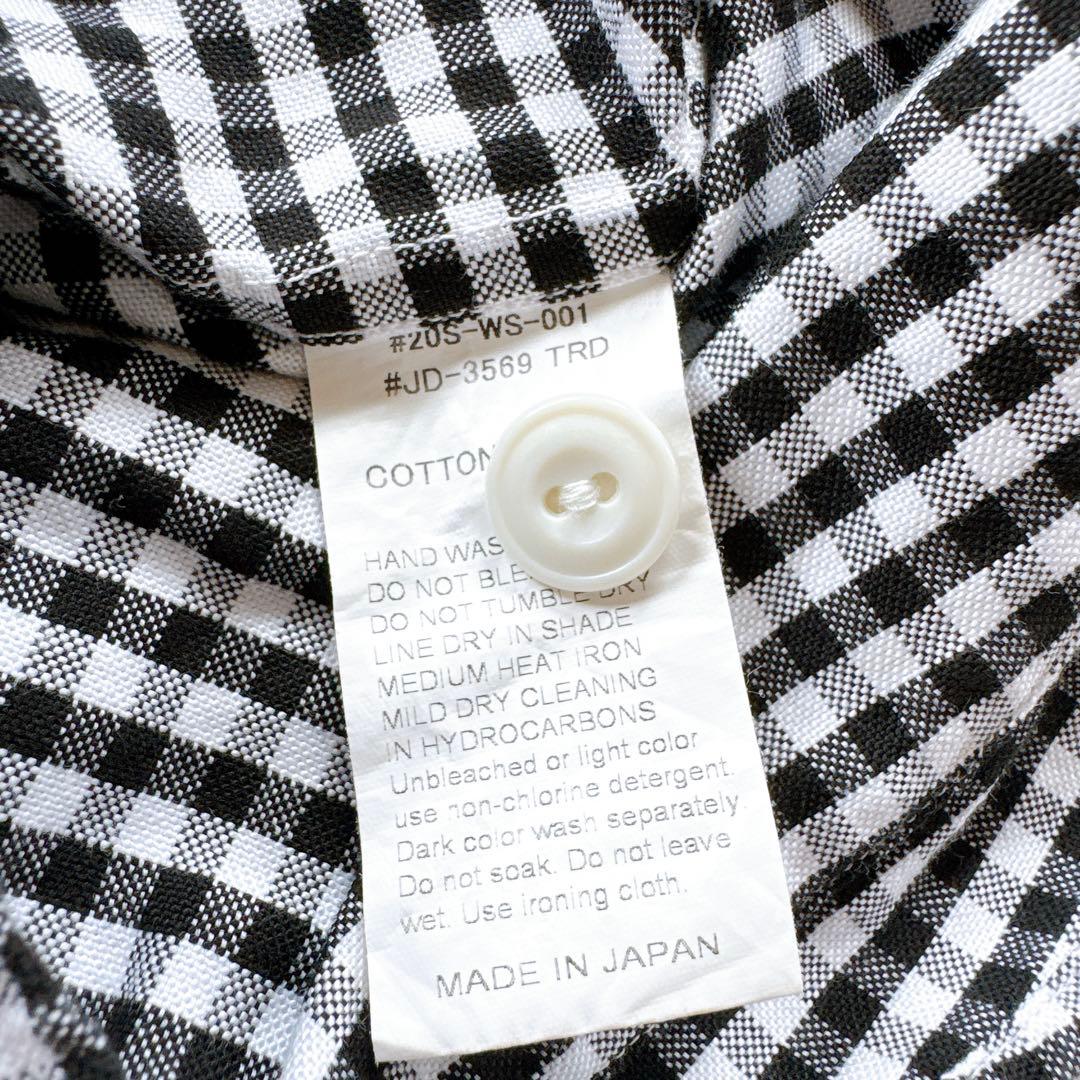 #20S-WS-001
#JD-3569 TRD
COTTON
HAND WAS
DO NOT BLE
DO NOT TUMBLE DRY
LINE DRY IN SHADE
MEDIUM HEAT IRON
MILD DRY CLEANING
IN HYDROCARBONS
Unbleached or light color
use non-chlorine detergent.
Dark color wash separately.
Do not soak. Do not leave
wet. Use ironing cloth.
MADE IN JAPAN